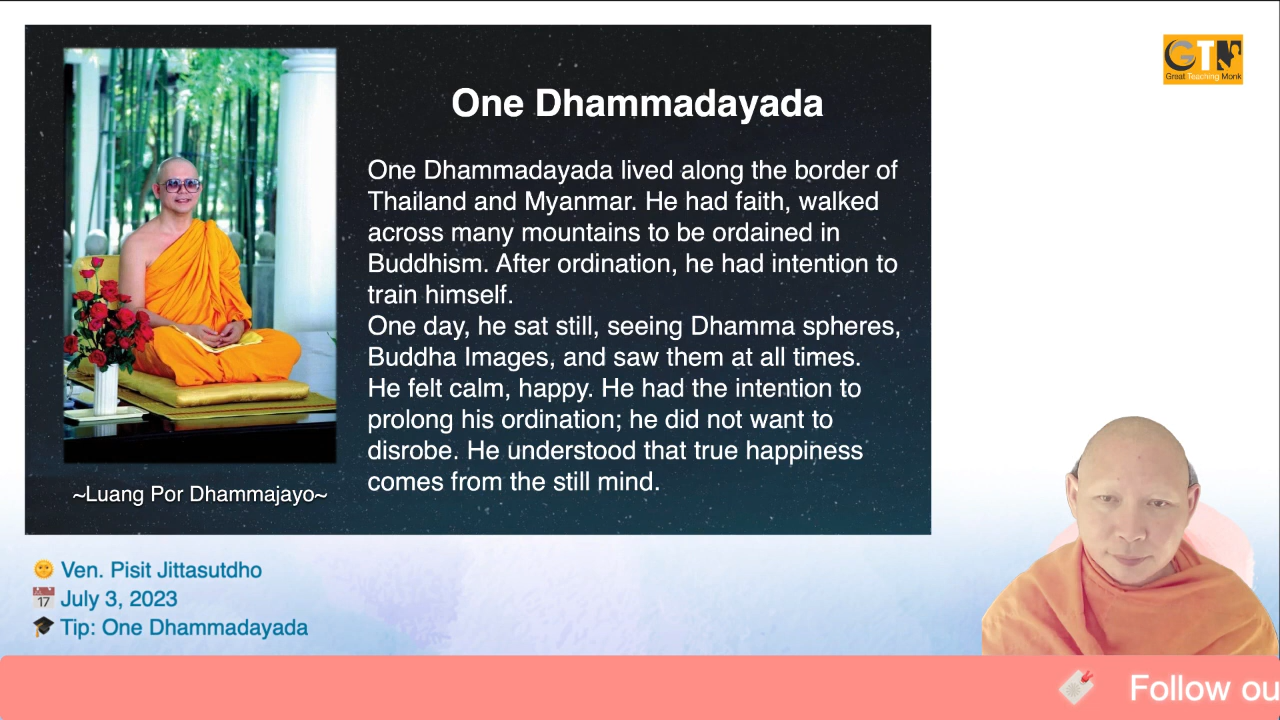 GTN
Great Teaching Monk
One Dhammadayada
One Dhammadayada lived along the border of
Thailand and Myanmar. He had faith, walked
across many mountains to be ordained in
Buddhism. After ordination, he had intention to
train himself.
One day, he sat still, seeing Dhamma spheres,
Buddha Images, and saw them at all times.
He felt calm, happy. He had the intention to
prolong his ordination; he did not want to
disrobe. He understood that true happiness
comes from the still mind.
~Luang Por Dhammajayo~
Ven. Pisit Jittasutdho
17 July 3, 2023
Tip: One Dhammadayada
Follow ou